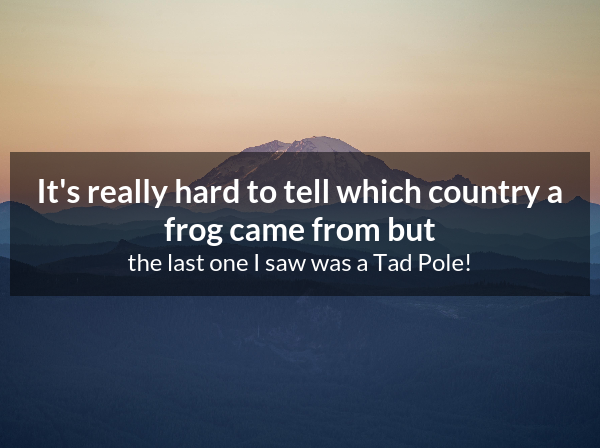 It's really hard to tell which country a
frog came from but
the last one I saw was a Tad Pole!